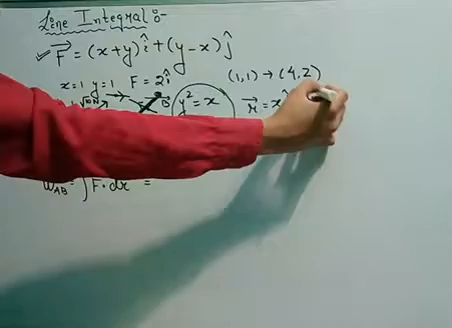 Line Integral :-
✓ F⃗ = (x+y) î + (y-x) ĵ
x=1 y=1 F = 2î (1,1) → (4,2)
y² = x r⃗ = x
W_AB = ∫ F · dr =